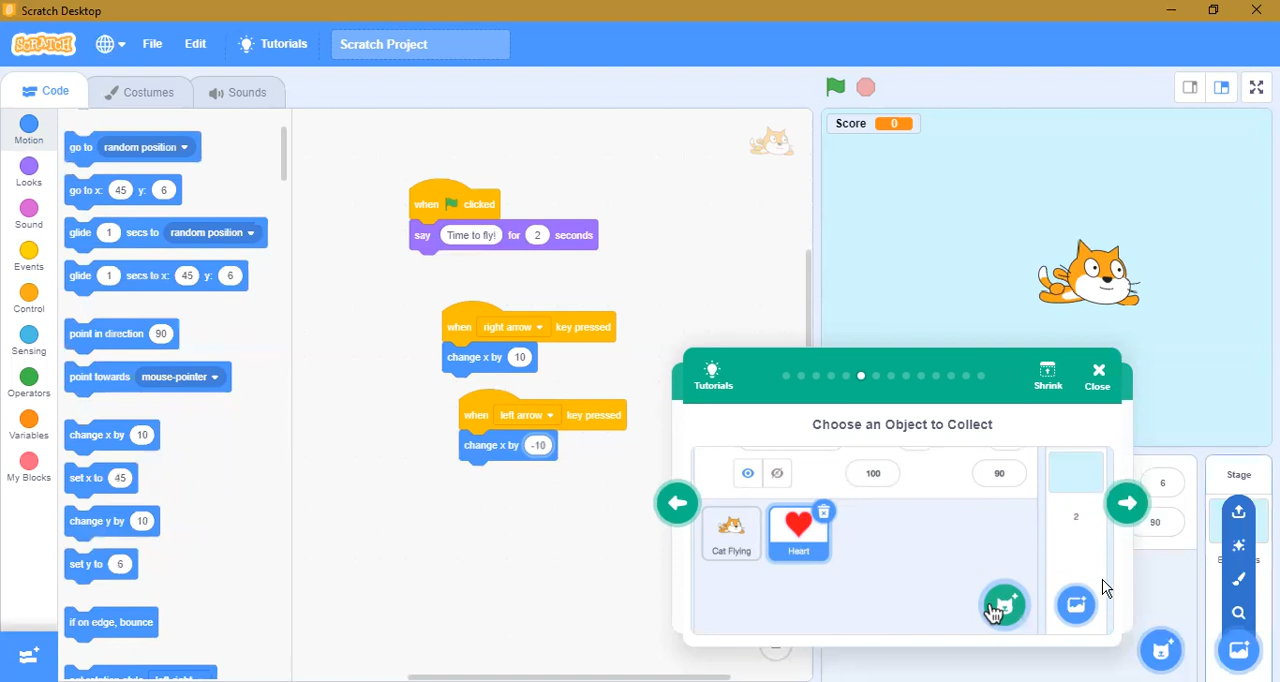 Scratch Desktop
SCRATCH File Edit Tutorials Scratch Project
Code Costumes Sounds
Motion
Looks
Sound
Events
Control
Sensing
Operators
Variables
My Blocks
go to random position
go to x: 45 y: 6
glide 1 secs to random position
glide 1 secs to x: 45 y: 6
point in direction 90
point towards mouse-pointer
change x by 10
set x to 45
change y by 10
set y to 6
if on edge, bounce
when clicked
say Time to fly! for 2 seconds
when right arrow key pressed
change x by 10
when left arrow key pressed
change x by -10
Score 0
Tutorials Shrink Close
Choose an Object to Collect
100 90
Cat Flying Heart
2
6
90
Stage